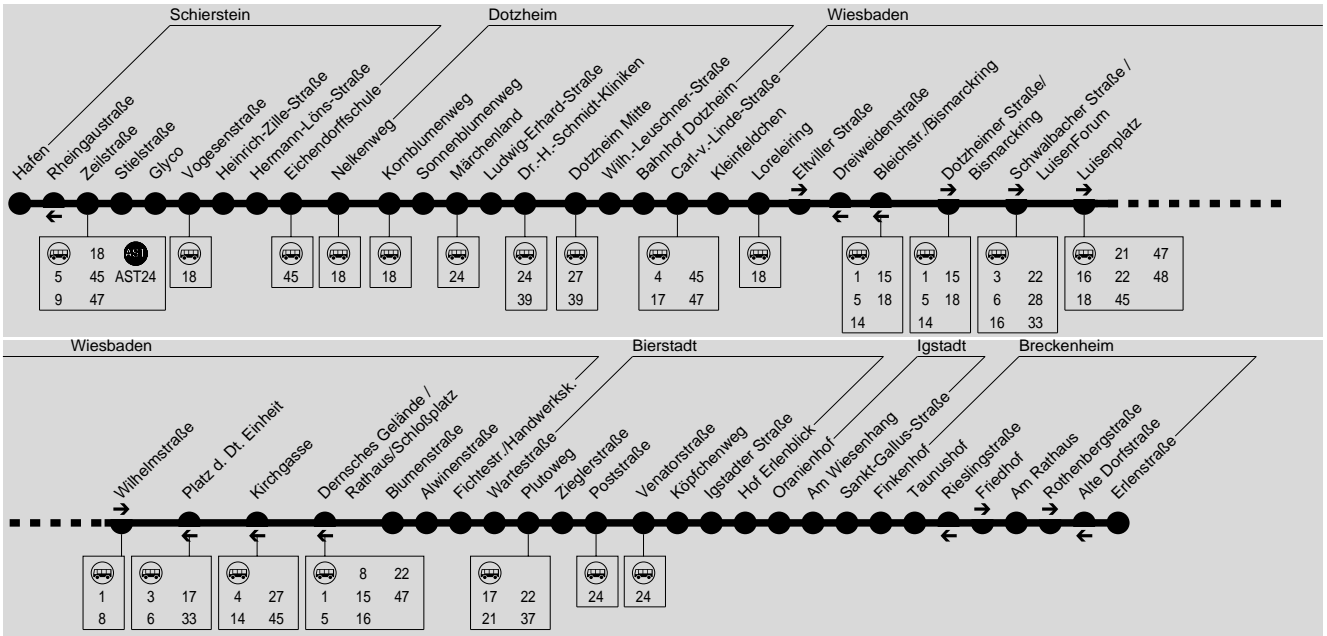 Schierstein
Dotzheim
Wiesbaden
Hafen
Rheingaustraße
Zeilstraße
Stielstraße
Glyco
Vogesenstraße
Heinrich-Zille-Straße
Hermann-Löns-Straße
Eichendorffschule
Nelkenweg
Kornblumenweg
Sonnenblumenweg
Märchenland
Ludwig-Erhard-Straße
Dr.-H.-Schmidt-Kliniken
Dotzheim Mitte
Wilh.-Leuschner-Straße
Bahnhof Dotzheim
Carl-v.-Linde-Straße
Kleinfeldchen
Loreleiring
Eltviller Straße
Dreiweidenstraße
Bleichstr./Bismarckring
Dotzheimer Straße/
Bismarckring
Schwalbacher Straße /
LuisenForum
Luisenplatz
18 AST
5 45 AST24
9 47
18
45
18
18
24
24
39
27
39
4 45
17 47
18
1 15
5 18
14
1 15
5 18
14
3 22
6 28
16 33
21 47
16 22 48
18 45
Wiesbaden
Bierstadt
Igstadt
Breckenheim
Wilhelmstraße
Platz d. Dt. Einheit
Kirchgasse
Dernsches Gelände /
Rathaus/Schloßplatz
Blumenstraße
Alwinenstraße
Fichtestr./Handwerksk.
Wartestraße
Plutoweg
Zieglerstraße
Poststraße
Venatorstraße
Köpfchenweg
Igstadter Straße
Hof Erlenblick
Oranienhof
Am Wiesenhang
Sankt-Gallus-Straße
Finkenhof
Taunushof
Rieslingstraße
Friedhof
Am Rathaus
Rothenbergstraße
Alte Dorfstraße
Erlenstraße
1
8
3 17
6 33
4 27
14 45
8 22
1 15 47
5 16
17 22
21 37
24
24